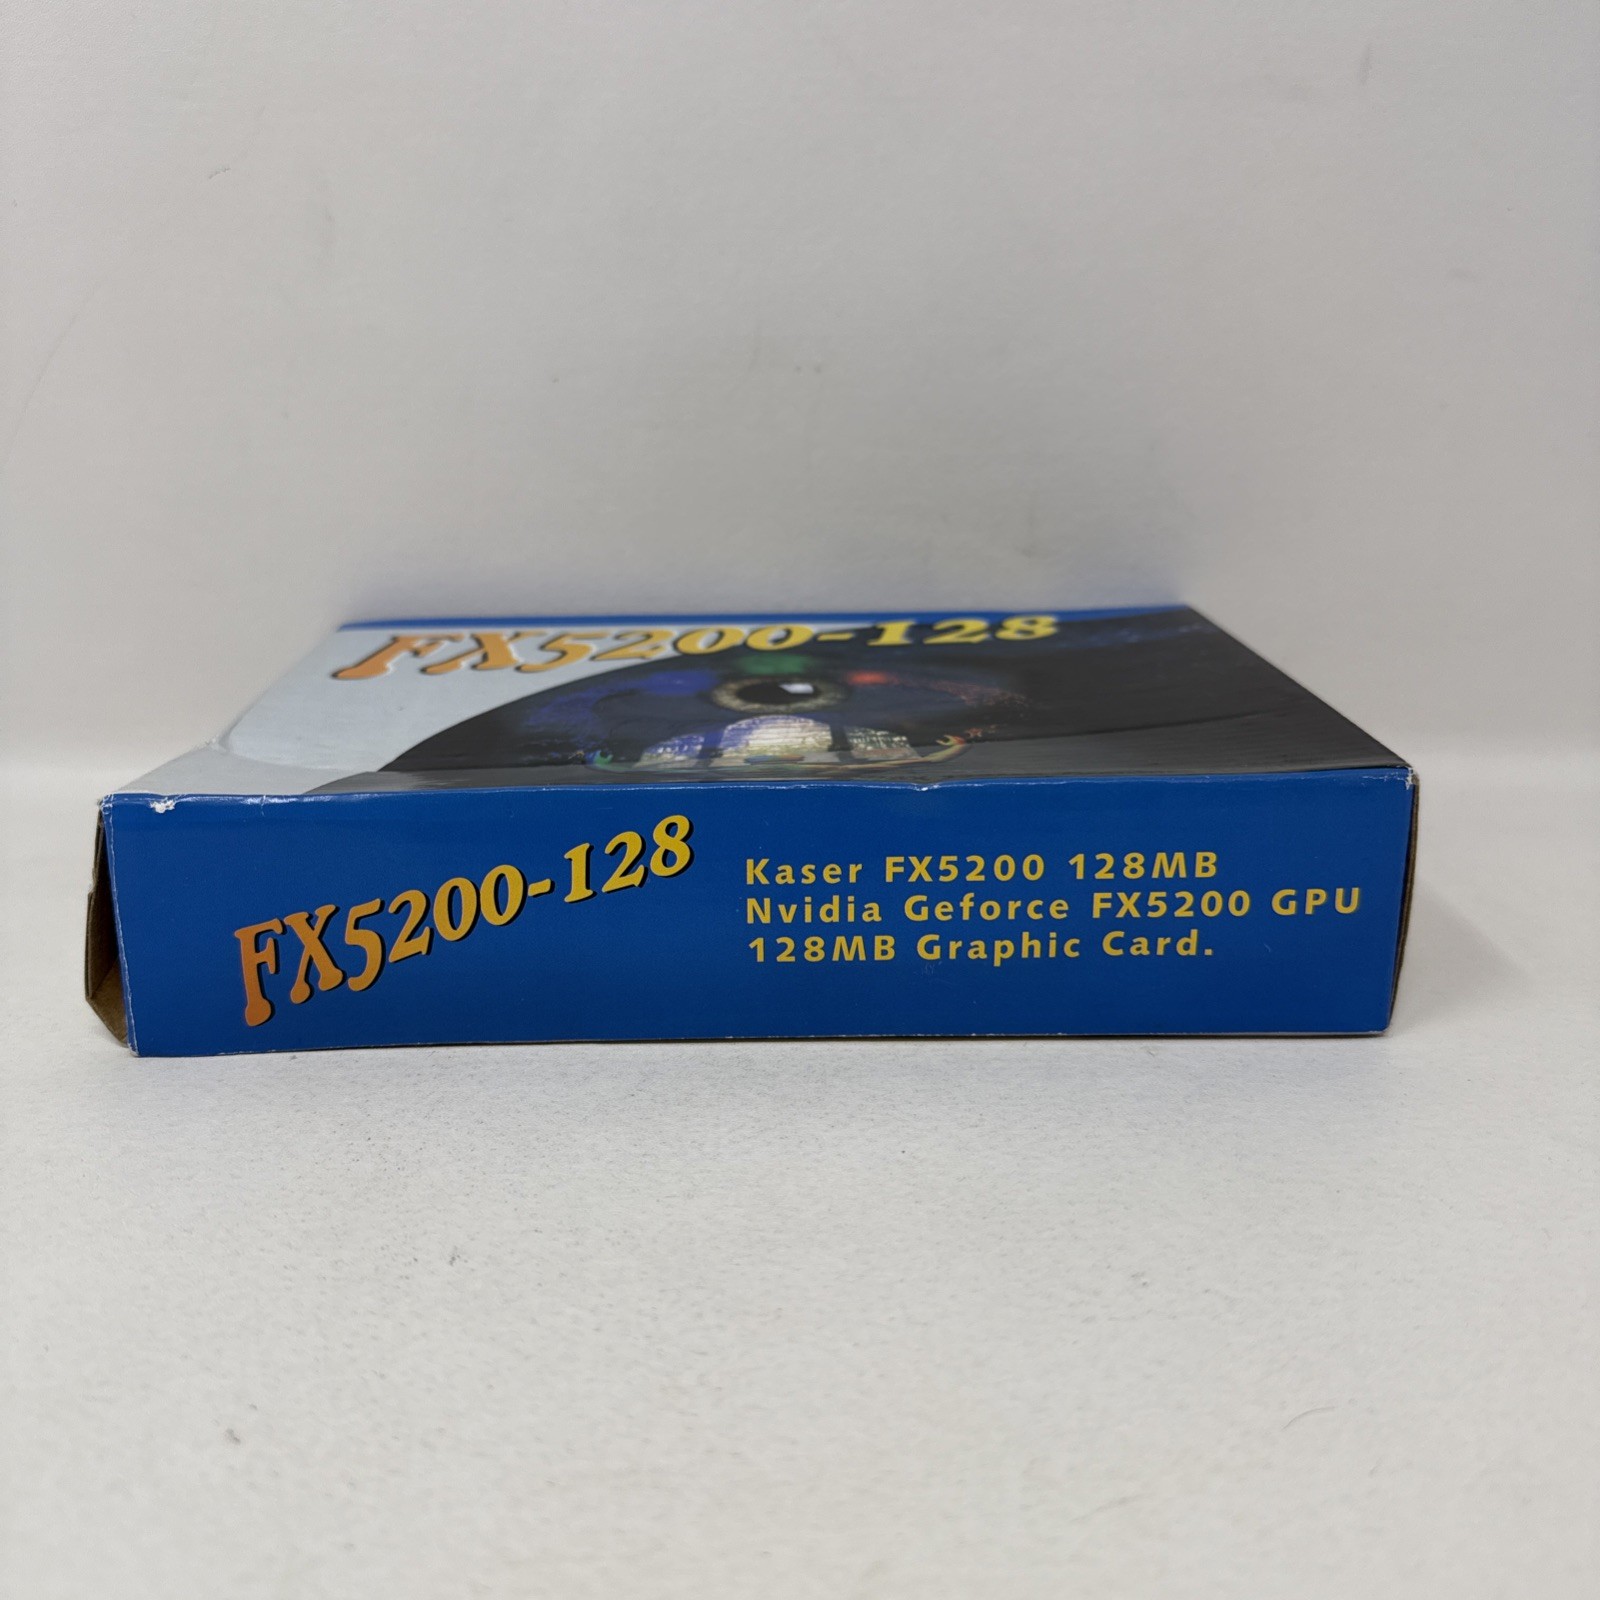 FX5200-128
FX5200-128
Kaser FX5200 128MB
Nvidia Geforce FX5200 GPU
128MB Graphic Card.